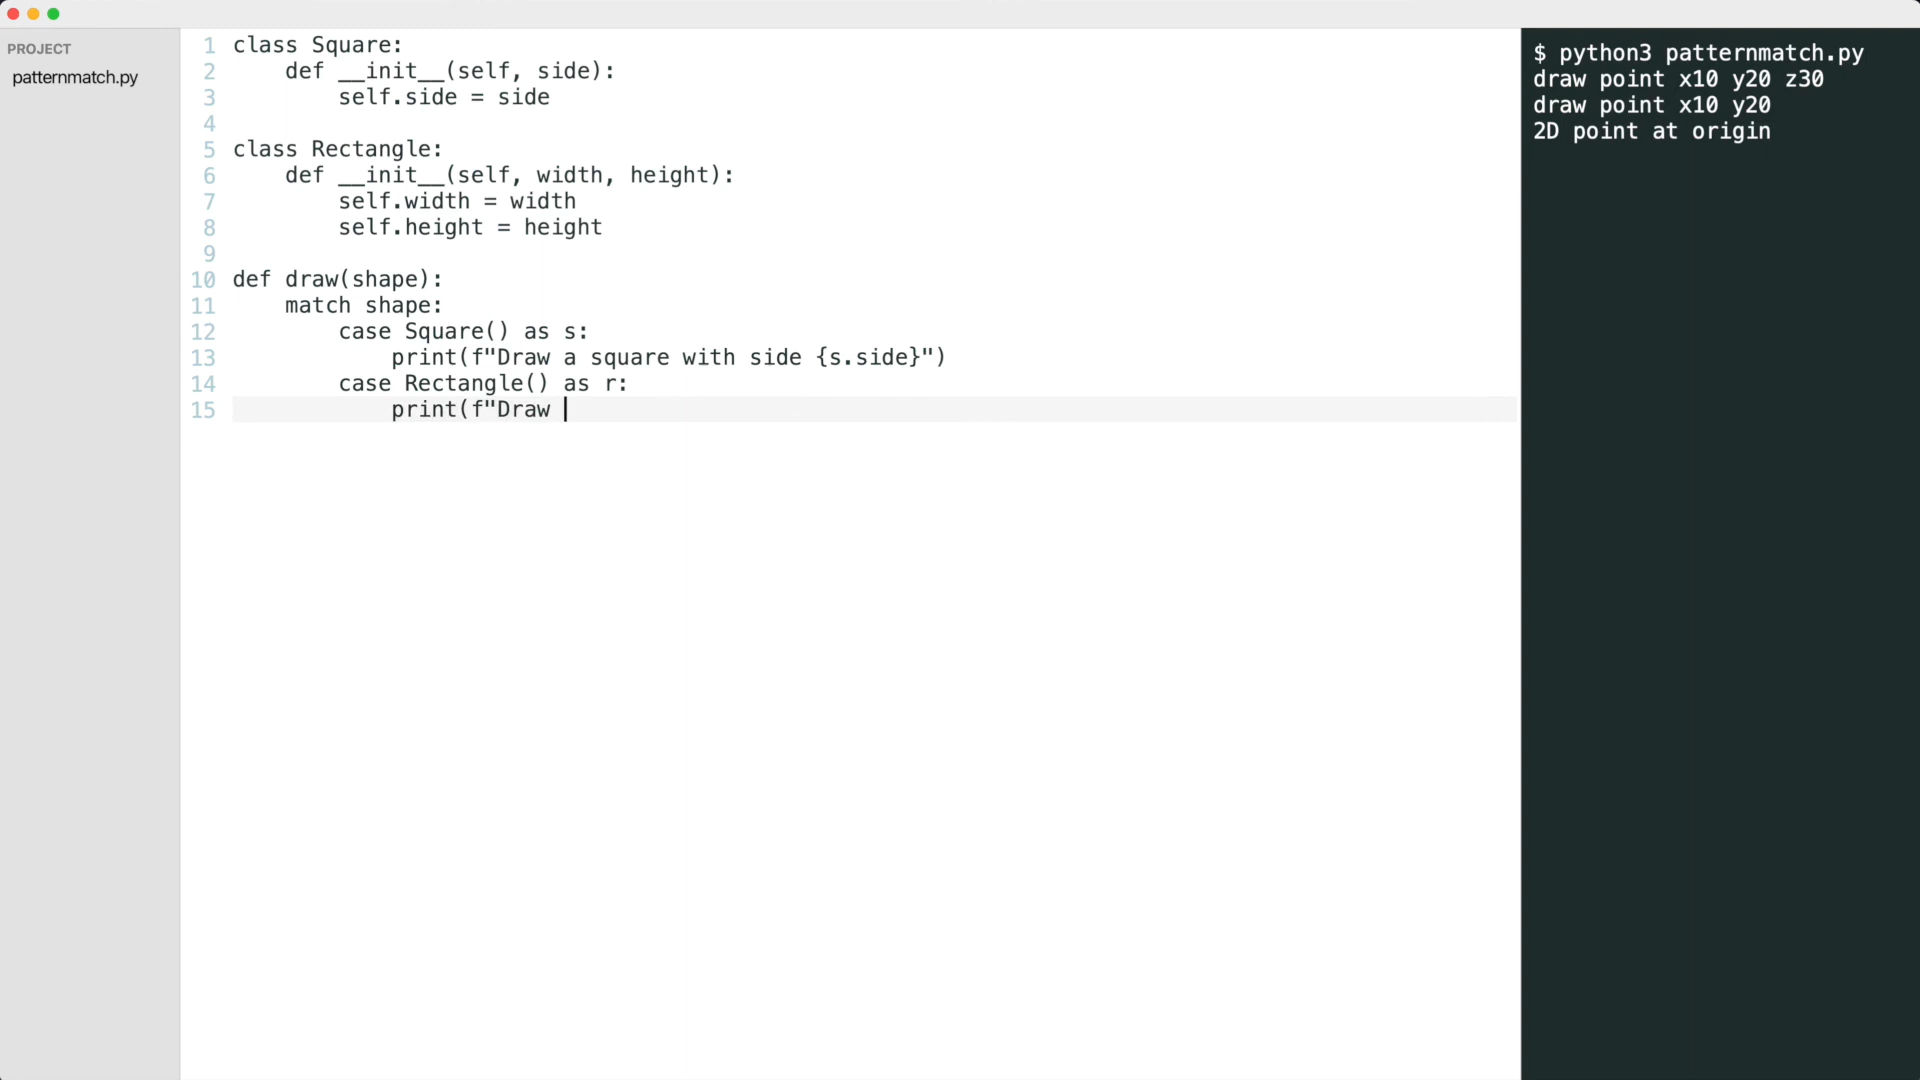 PROJECT
patternmatch.py
1 class Square:
2     def __init__(self, side):
3         self.side = side
4
5 class Rectangle:
6     def __init__(self, width, height):
7         self.width = width
8         self.height = height
9
10 def draw(shape):
11     match shape:
12         case Square() as s:
13             print(f"Draw a square with side {s.side}")
14         case Rectangle() as r:
15             print(f"Draw
$ python3 patternmatch.py
draw point x10 y20 z30
draw point x10 y20
2D point at origin